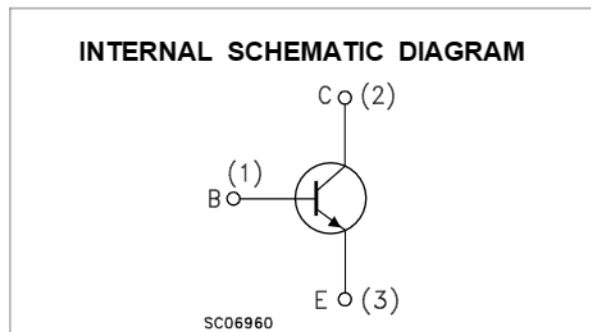 INTERNAL SCHEMATIC DIAGRAM
C (2)
(1)
B
E (3)
SC06960